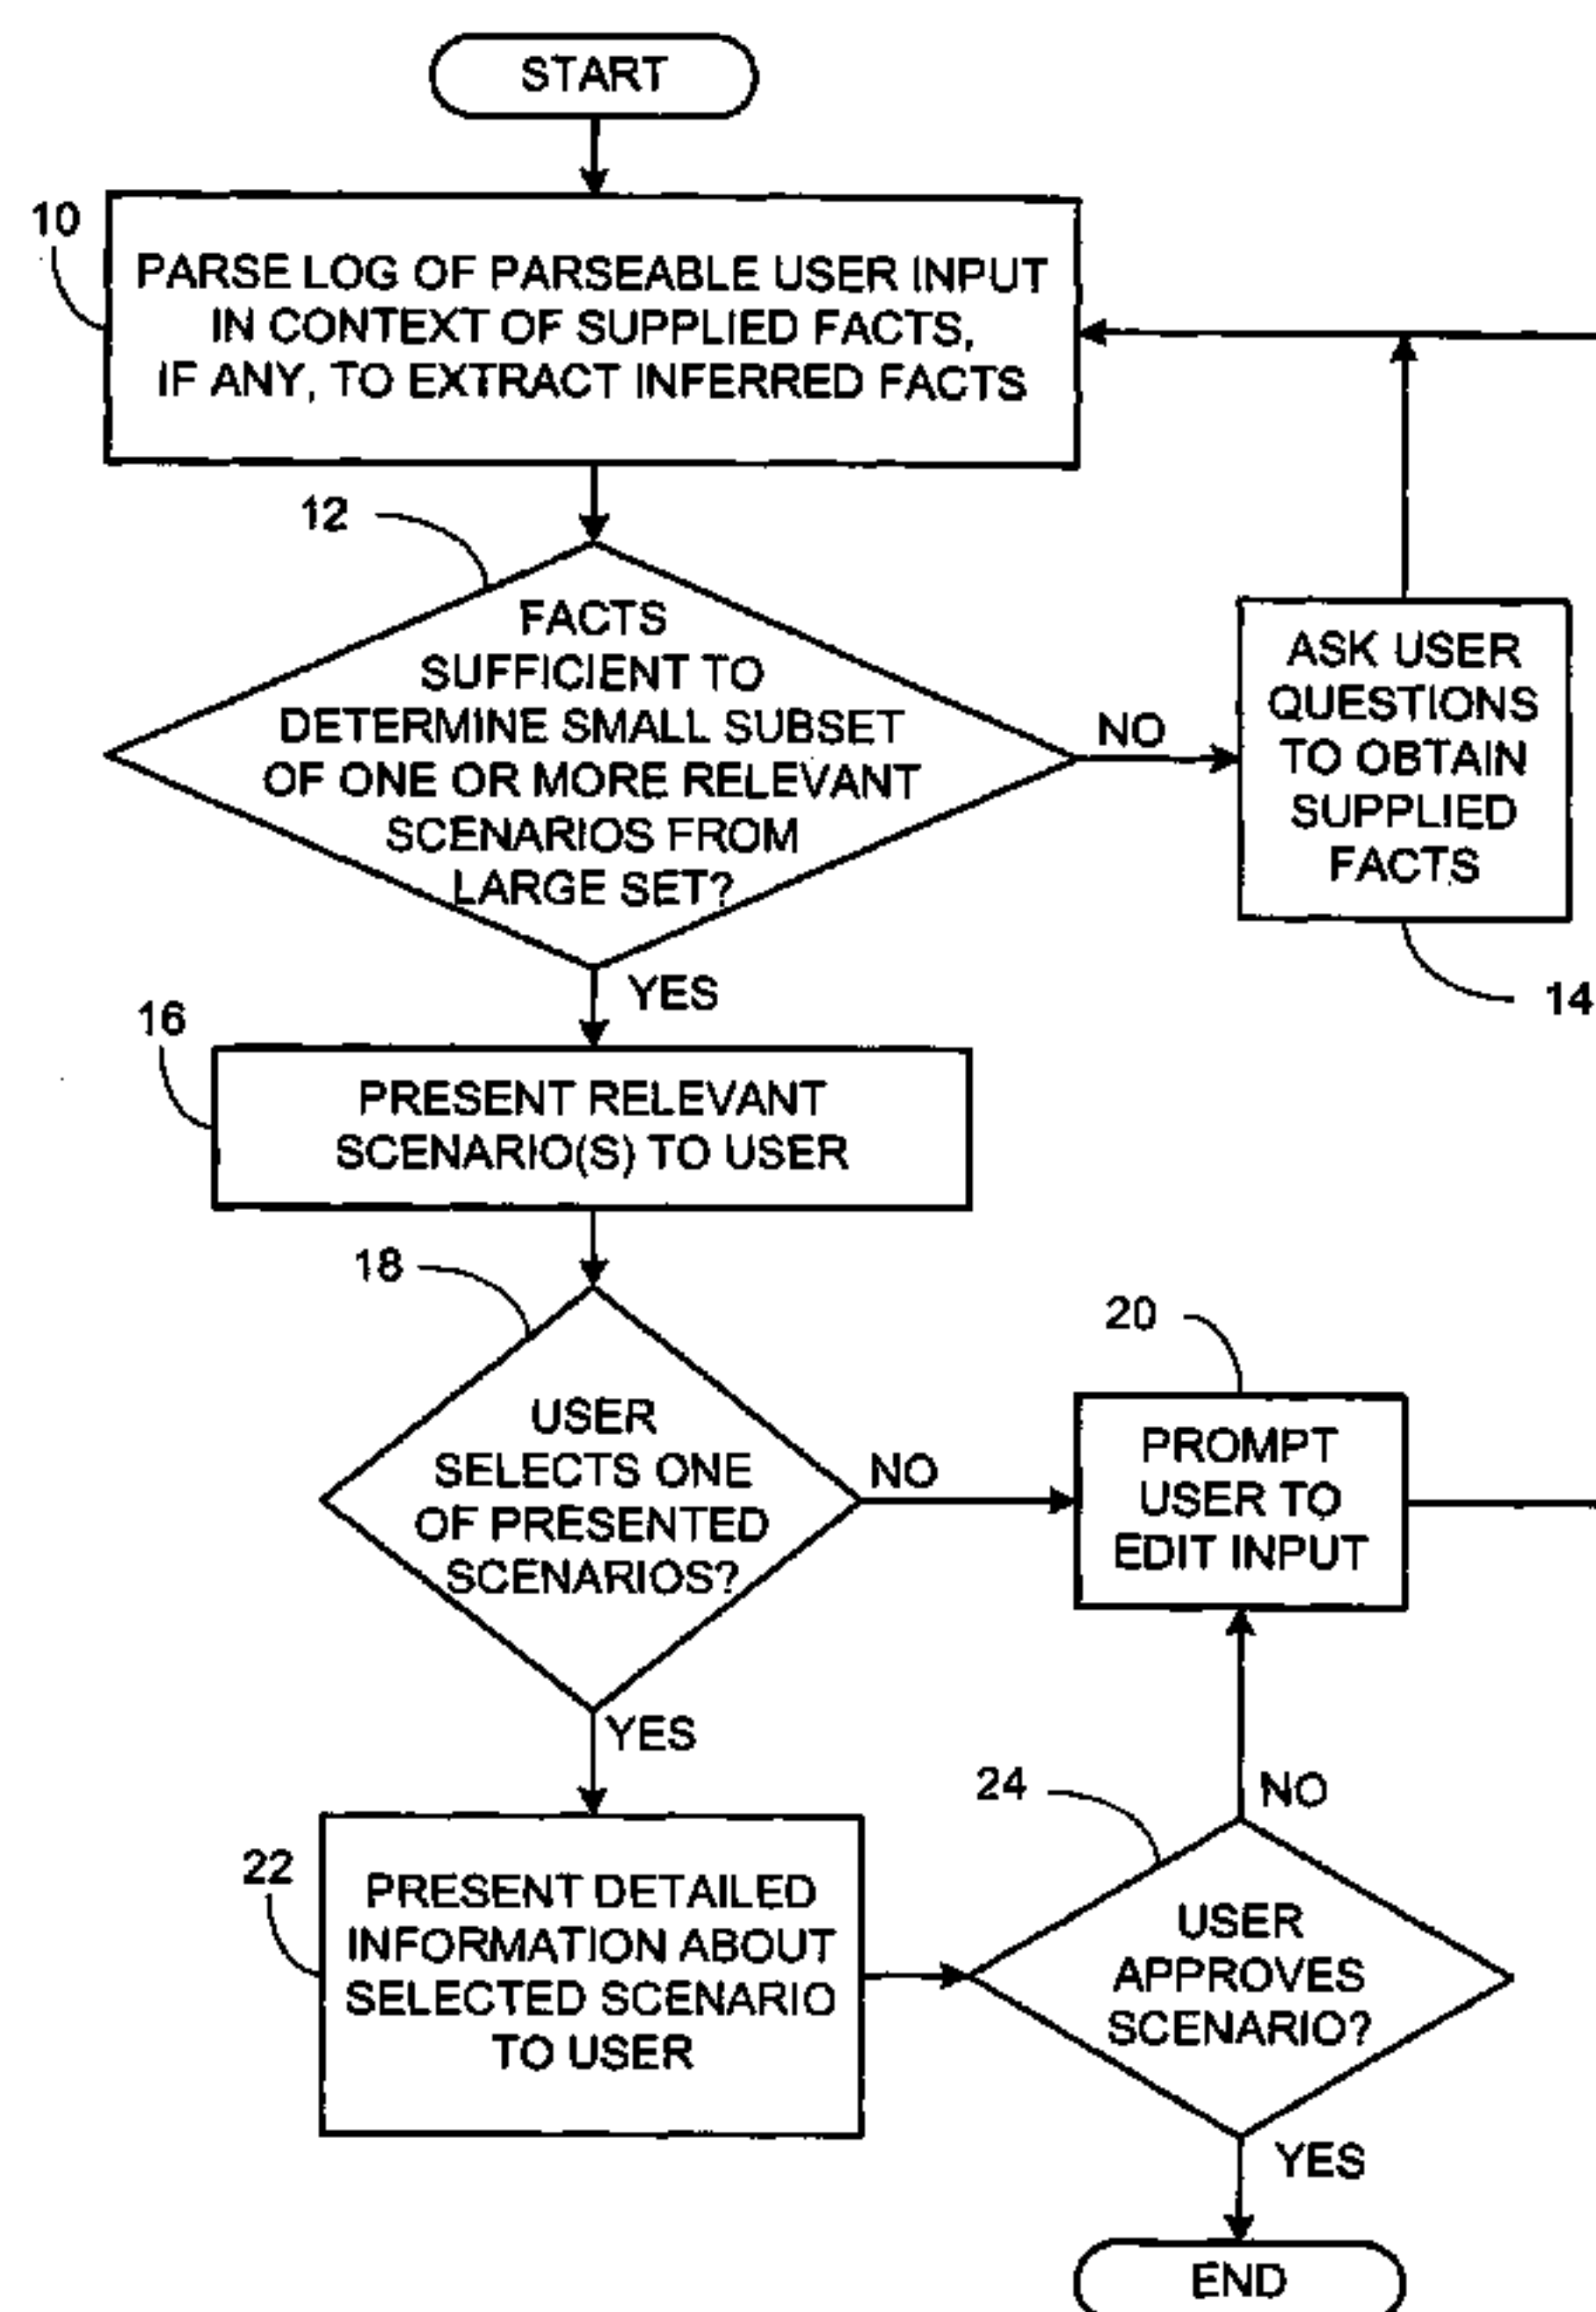 START
10
PARSE LOG OF PARSEABLE USER INPUT
IN CONTEXT OF SUPPLIED FACTS,
IF ANY, TO EXTRACT INFERRED FACTS
12
FACTS
SUFFICIENT TO
DETERMINE SMALL SUBSET
OF ONE OR MORE RELEVANT
SCENARIOS FROM
LARGE SET?
NO
ASK USER
QUESTIONS
TO OBTAIN
SUPPLIED
FACTS
14
YES
16
PRESENT RELEVANT
SCENARIO(S) TO USER
18
USER
SELECTS ONE
OF PRESENTED
SCENARIOS?
NO
20
PROMPT
USER TO
EDIT INPUT
YES
22
PRESENT DETAILED
INFORMATION ABOUT
SELECTED SCENARIO
TO USER
24
NO
USER
APPROVES
SCENARIO?
YES
END